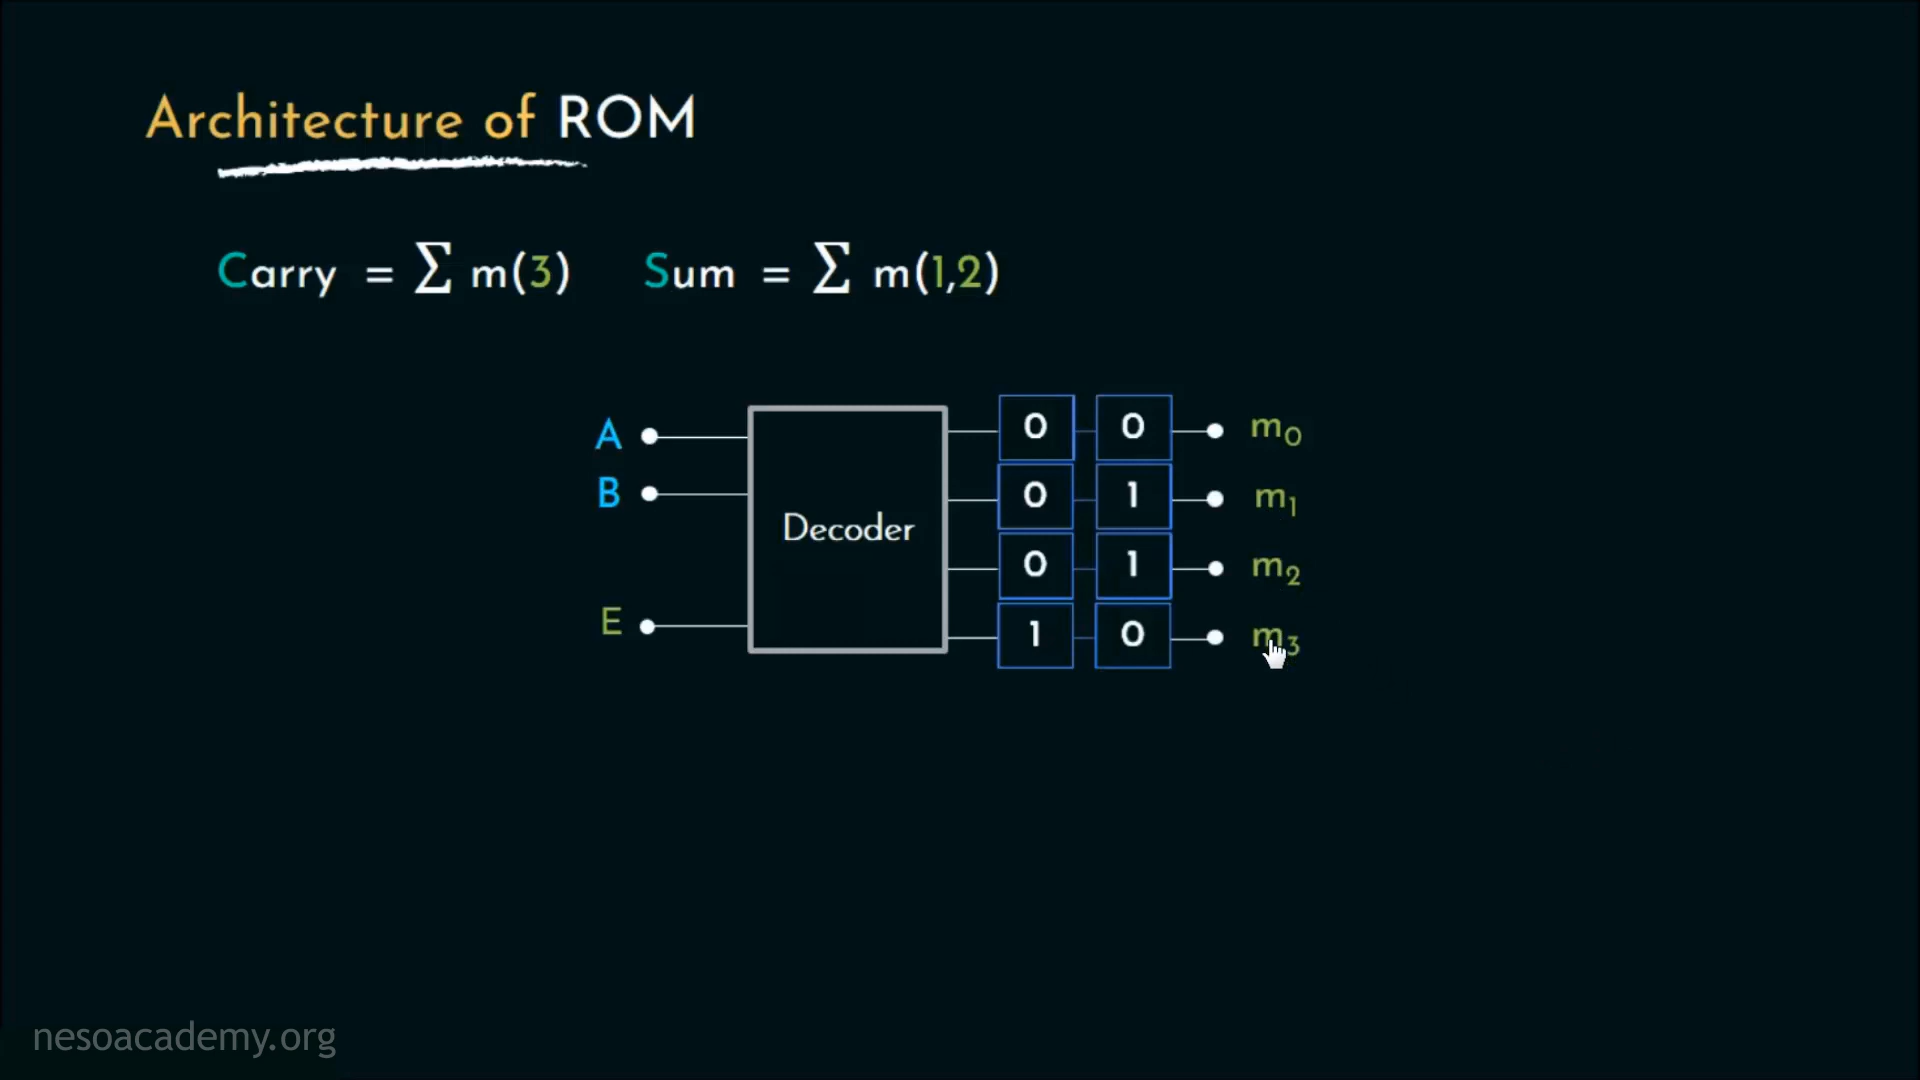 Architecture of ROM
Carry = Σ m(3) Sum = Σ m(1,2)
A 0 0 m0
B 0 1 m1
Decoder
0 1 m2
E 1 0 m3
nesoacademy.org